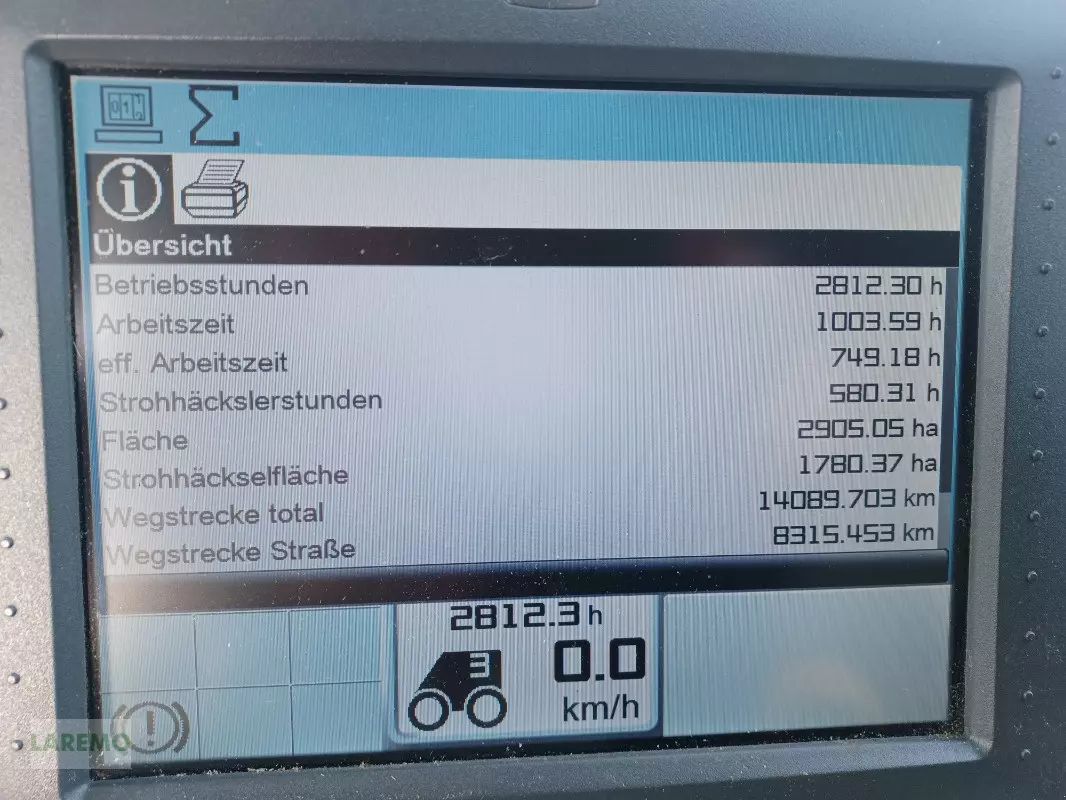 Übersicht
Betriebsstunden 2812.30 h
Arbeitszeit 1003.59 h
eff. Arbeitszeit 749.18 h
Strohhäckslerstunden 580.31 h
Fläche 2905.05 ha
Strohhäckselfläche 1780.37 ha
Wegstrecke total 14089.703 km
Wegstrecke Straße 8315.453 km
2812.3 h
3 0.0
km/h
LAREMO